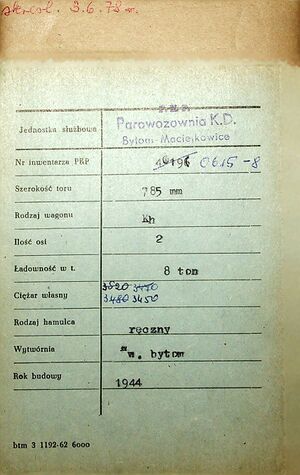 skreśl. 3.6.78 r.
P. K. P.
Jednostka służbowa Parowozownia K.D.
Bytom-Maciejkowice
Nr inwentarza PKP 0615-8
Szerokość toru 785 mm
Rodzaj wagonu Kh
Ilość osi 2
Ładowność w t. 8 ton
3520 3470
Ciężar własny 3480 3450
Rodzaj hamulca ręczny
Wytwórnia w. bytom
Rok budowy 1944
btm 3 1192-62 6000